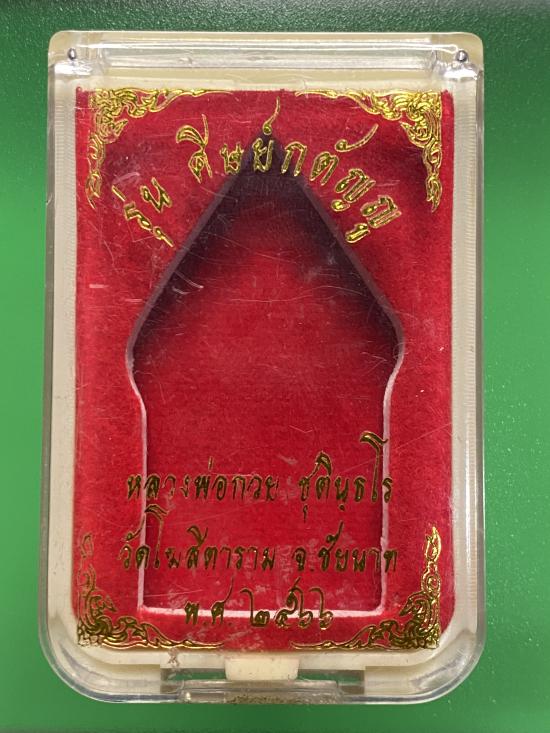 รุ่น ศิษย์กตัญญู
หลวงพ่อกวย ชุตินฺธโร
วัดโฆสิตาราม จ.ชัยนาท
พ.ศ. ๒๕๖๖